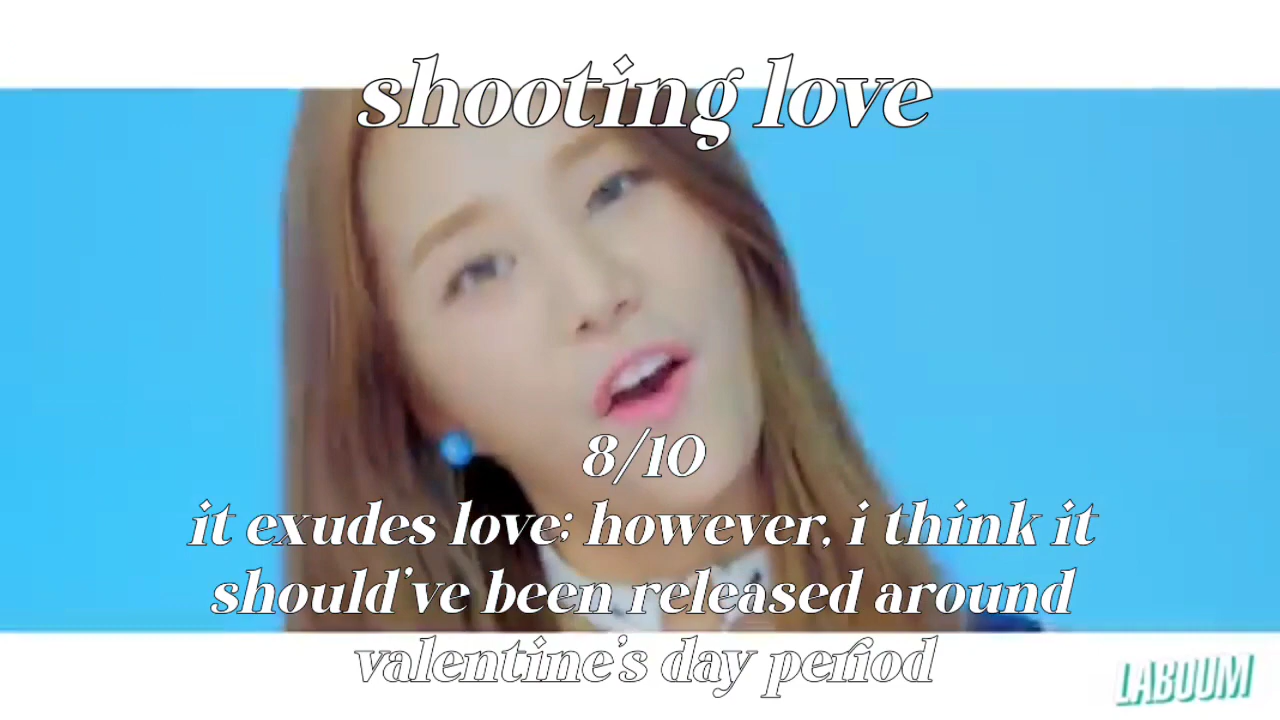 shooting love
8/10
it exudes love; however, i think it
should've been released around
valentine's day period
LABOUM